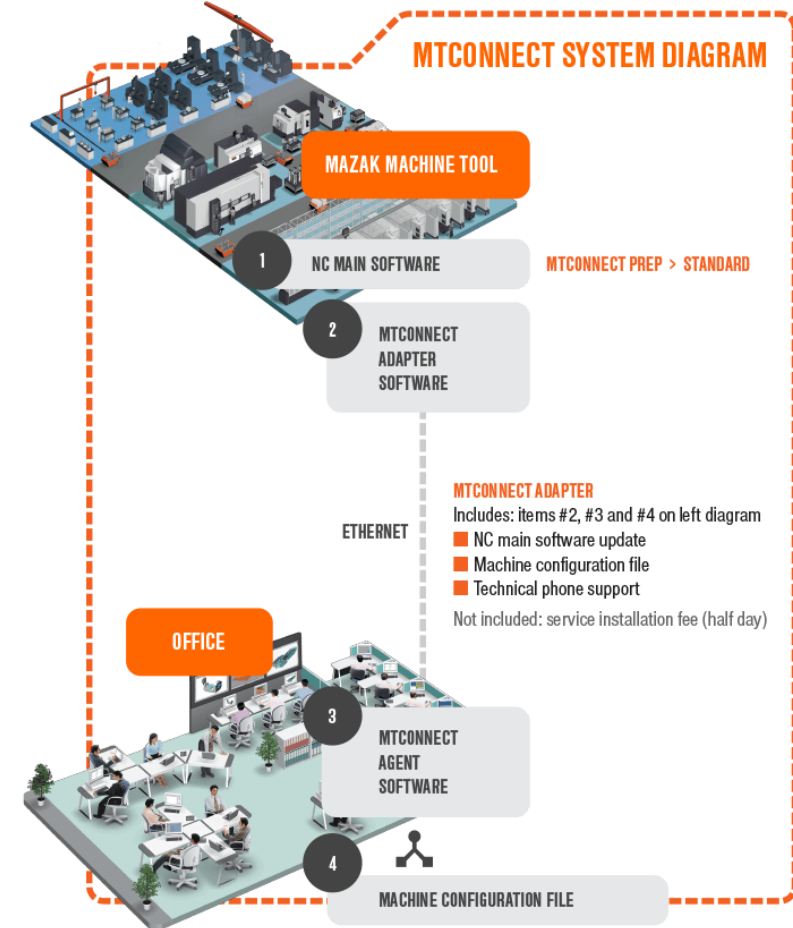 MTCONNECT SYSTEM DIAGRAM
MAZAK MACHINE TOOL
1
NC MAIN SOFTWARE
MTCONNECT PREP > STANDARD
2
MTCONNECT
ADAPTER
SOFTWARE
ETHERNET
MTCONNECT ADAPTER
Includes: items #2, #3 and #4 on left diagram
NC main software update
Machine configuration file
Technical phone support
Not included: service installation fee (half day)
OFFICE
3
MTCONNECT
AGENT
SOFTWARE
4
MACHINE CONFIGURATION FILE